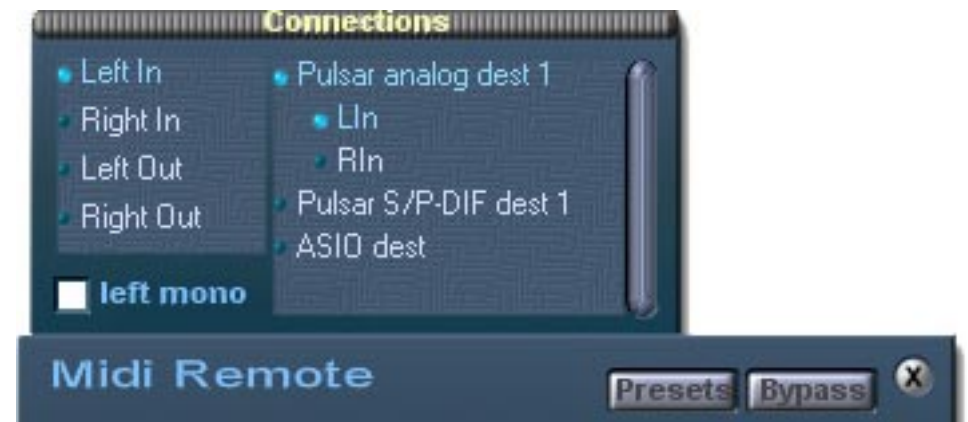 Connections
Left In
Right In
Left Out
Right Out
left mono
Pulsar analog dest 1
LIn
RIn
Pulsar S/P-DIF dest 1
ASIO dest
Midi Remote
Presets
Bypass
X